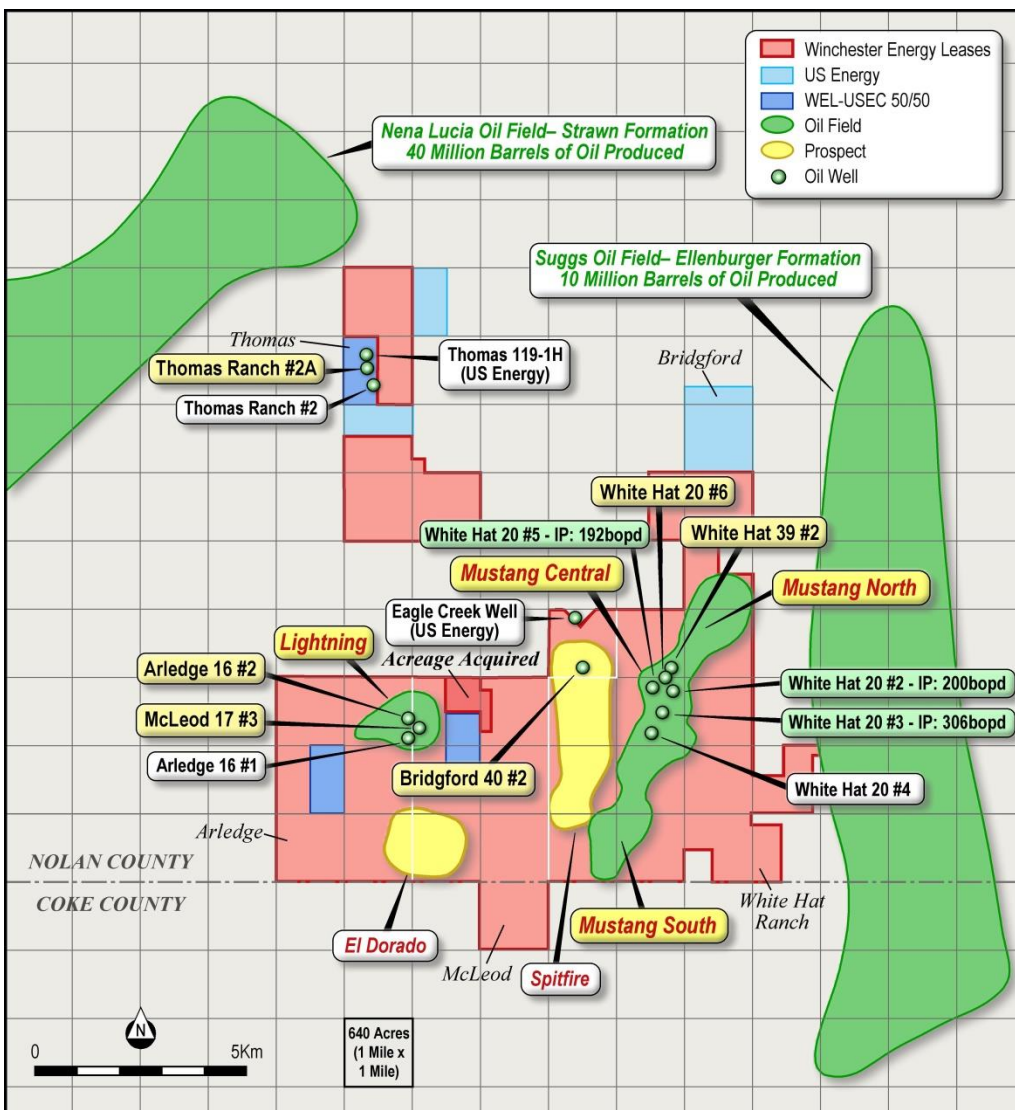 Winchester Energy Leases
US Energy
WEL-USEC 50/50
Oil Field
Prospect
Oil Well
Nena Lucia Oil Field– Strawn Formation
40 Million Barrels of Oil Produced
Suggs Oil Field– Ellenburger Formation
10 Million Barrels of Oil Produced
Thomas
Thomas Ranch #2A
Thomas Ranch #2
Thomas 119-1H
(US Energy)
Bridgford
White Hat 20 #6
White Hat 20 #5 - IP: 192bopd
White Hat 39 #2
Mustang Central
Mustang North
Eagle Creek Well
(US Energy)
Lightning
Acreage Acquired
Arledge 16 #2
McLeod 17 #3
Arledge 16 #1
White Hat 20 #2 - IP: 200bopd
White Hat 20 #3 - IP: 306bopd
Bridgford 40 #2
White Hat 20 #4
Arledge
NOLAN COUNTY
COKE COUNTY
White Hat
Ranch
Mustang South
El Dorado
McLeod
Spitfire
N
0
5Km
640 Acres
(1 Mile x
1 Mile)